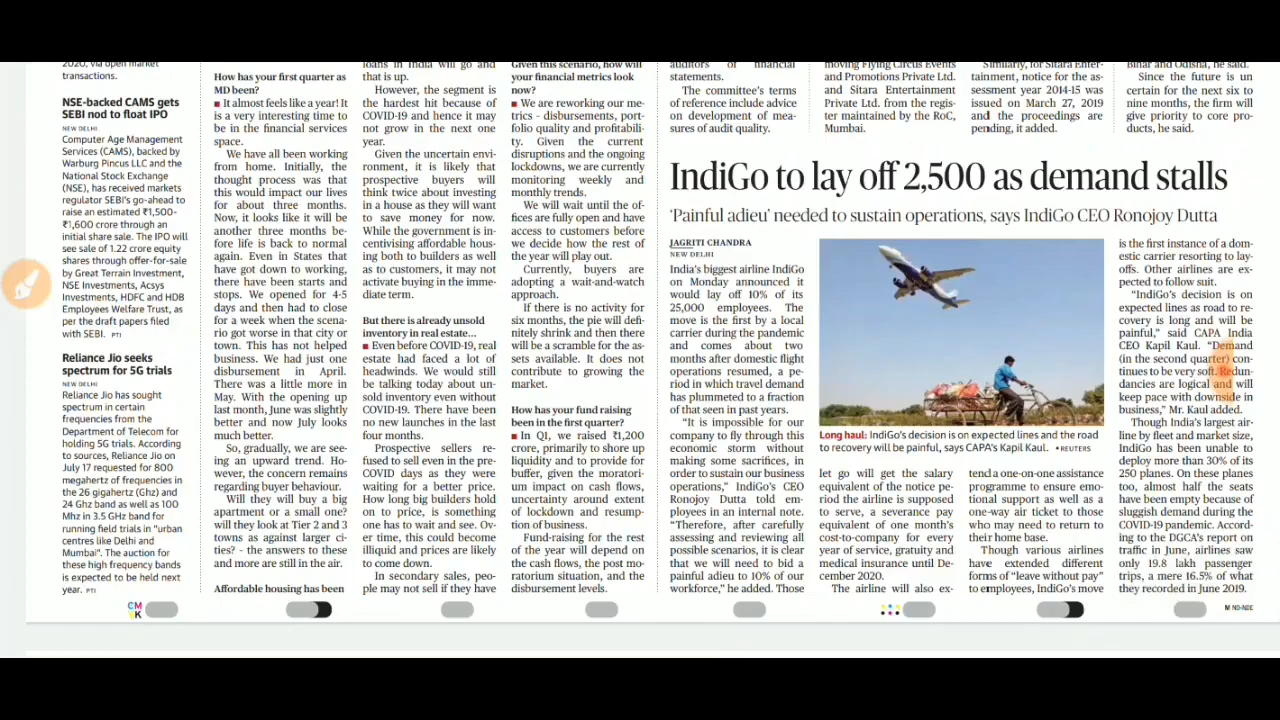 2020, via open market
transactions.
NSE-backed CAMS gets
SEBI nod to float IPO
NEW DELHI
Computer Age Management
Services (CAMS), backed by
Warburg Pincus LLC and the
National Stock Exchange
(NSE), has received markets
regulator SEBI's go-ahead to
raise an estimated ₹1,500-
₹1,600 crore through an
initial share sale. The IPO will
see sale of 1.22 crore equity
shares through offer-for-sale
by Great Terrain Investment,
NSE Investments, Acsys
Investments, HDFC and HDB
Employees Welfare Trust, as
per the draft papers filed
with SEBI. PTI
Reliance Jio seeks
spectrum for 5G trials
NEW DELHI
Reliance Jio has sought
spectrum in certain
frequencies from the
Department of Telecom for
holding 5G trials. According
to sources, Reliance Jio on
July 17 requested for 800
megahertz of frequencies in
the 26 gigahertz (Ghz) and
24 Ghz band as well as 100
Mhz in 3.5 GHz band for
running field trials in "urban
centres like Delhi and
Mumbai". The auction for
these high frequency bands
is expected to be held next
year. PTI
How has your first quarter as
MD been?
■ It almost feels like a year! It
is a very interesting time to
be in the financial services
space.
We have all been working
from home. Initially, the
thought process was that
this would impact our lives
for about three months.
Now, it looks like it will be
another three months be-
fore life is back to normal
again. Even in States that
have got down to working,
there have been starts and
stops. We opened for 4-5
days and then had to close
for a week when the scena-
rio got worse in that city or
town. This has not helped
business. We had just one
disbursement in April.
There was a little more in
May. With the opening up
last month, June was slightly
better and now July looks
much better.
So, gradually, we are see-
ing an upward trend. Ho-
wever, the concern remains
regarding buyer behaviour.
Will they will buy a big
apartment or a small one?
will they look at Tier 2 and 3
towns as against larger ci-
ties? - the answers to these
and more are still in the air.
Affordable housing has been
loans in India will go and
that is up.
However, the segment is
the hardest hit because of
COVID-19 and hence it may
not grow in the next one
year.
Given the uncertain envi-
ronment, it is likely that
prospective buyers will
think twice about investing
in a house as they will want
to save money for now.
While the government is in-
centivising affordable hous-
ing both to builders as well
as to customers, it may not
activate buying in the imme-
diate term.
But there is already unsold
inventory in real estate...
■ Even before COVID-19, real
estate had faced a lot of
headwinds. We would still
be talking today about un-
sold inventory even without
COVID-19. There have been
no new launches in the last
four months.
Prospective sellers re-
fused to sell even in the pre-
COVID days as they were
waiting for a better price.
How long big builders hold
on to price, is something
one has to wait and see. Ov-
er time, this could become
illiquid and prices are likely
to come down.
In secondary sales, peo-
ple may not sell if they have
Given this scenario, how will
your financial metrics look
now?
■ We are reworking our me-
trics - disbursements, port-
folio quality and profitabili-
ty. Given the current
disruptions and the ongoing
lockdowns, we are currently
monitoring weekly and
monthly trends.
We will wait until the of-
fices are fully open and have
access to customers before
we decide how the rest of
the year will play out.
Currently, buyers are
adopting a wait-and-watch
approach.
If there is no activity for
six months, the pie will defi-
nitely shrink and then there
will be a scramble for the as-
sets available. It does not
contribute to growing the
market.
How has your fund raising
been in the first quarter?
■ In Q1, we raised ₹1,200
crore, primarily to shore up
liquidity and to provide for
buffer, given the moratori-
um impact on cash flows,
uncertainty around extent
of lockdown and resump-
tion of business.
Fund-raising for the rest
of the year will depend on
the cash flows, the post mo-
ratorium situation, and the
disbursement levels.
auditors of financial
statements.
The committee's terms
of reference include advice
on development of mea-
sures of audit quality.
moving Flying Circus Events
and Promotions Private Ltd.
and Sitara Entertainment
Private Ltd. from the regis-
ter maintained by the RoC,
Mumbai.
Similarly, for Sitara Enter-
tainment, notice for the as-
sessment year 2014-15 was
issued on March 27, 2019
and the proceedings are
pending, it added.
Bihar and Odisha, he said.
Since the future is un
certain for the next six to
nine months, the firm will
give priority to core pro-
ducts, he said.
IndiGo to lay off 2,500 as demand stalls
'Painful adieu' needed to sustain operations, says IndiGo CEO Ronojoy Dutta
JAGRITI CHANDRA
NEW DELHI
India's biggest airline IndiGo
on Monday announced it
would lay off 10% of its
25,000 employees. The
move is the first by a local
carrier during the pandemic
and comes about two
months after domestic flight
operations resumed, a pe-
riod in which travel demand
has plummeted to a fraction
of that seen in past years.
"It is impossible for our
company to fly through this
economic storm without
making some sacrifices, in
order to sustain our business
operations," IndiGo CEO
Ronojoy Dutta told em-
ployees in an internal note.
"Therefore, after carefully
assessing and reviewing all
possible scenarios, it is clear
that we will need to bid a
painful adieu to 10% of our
workforce," he added. Those
Long haul: IndiGo's decision is on expected lines and the road
to recovery will be painful, says CAPA's Kapil Kaul. • REUTERS
let go will get the salary
equivalent of the notice pe-
riod the airline is supposed
to serve, a severance pay
equivalent of one month's
cost-to-company for every
year of service, gratuity and
medical insurance until De-
cember 2020.
The airline will also ex-
tend a one-on-one assistance
programme to ensure emo-
tional support as well as a
one-way air ticket to those
who may need to return to
their home base.
Though various airlines
have extended different
forms of "leave without pay"
to employees, IndiGo's move
is the first instance of a dom-
estic carrier resorting to lay-
offs. Other airlines are ex-
pected to follow suit.
"IndiGo's decision is on
expected lines as road to re-
covery is long and will be
painful," said CAPA India
CEO Kapil Kaul. "Demand
(in the second quarter) con-
tinues to be very soft. Redun-
dancies are logical and will
keep pace with downside in
business," Mr. Kaul added.
Though India's largest air-
line by fleet and market size,
IndiGo has been unable to
deploy more than 30% of its
250 planes. On these planes
too, almost half the seats
have been empty because of
sluggish demand during the
COVID-19 pandemic. Accord-
ing to the DGCA's report on
traffic in June, airlines saw
only 19.8 lakh passenger
trips, a mere 16.5% of what
they recorded in June 2019.
CM
YK
M ND-NDE